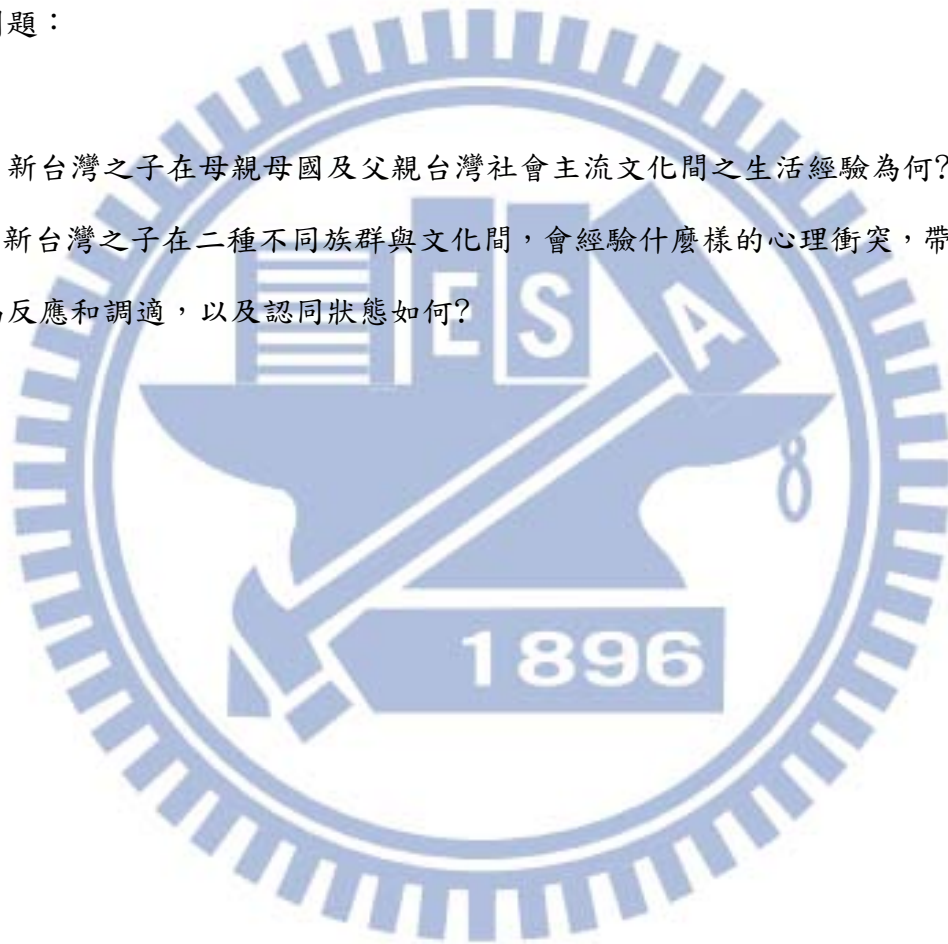 題：
新台灣之子在母親母國及父親台灣社會主流文化間之生活經驗為何?
新台灣之子在二種不同族群與文化間，會經驗什麼樣的心理衝突，帶
反應和調適，以及認同狀態如何?
E S A
1896